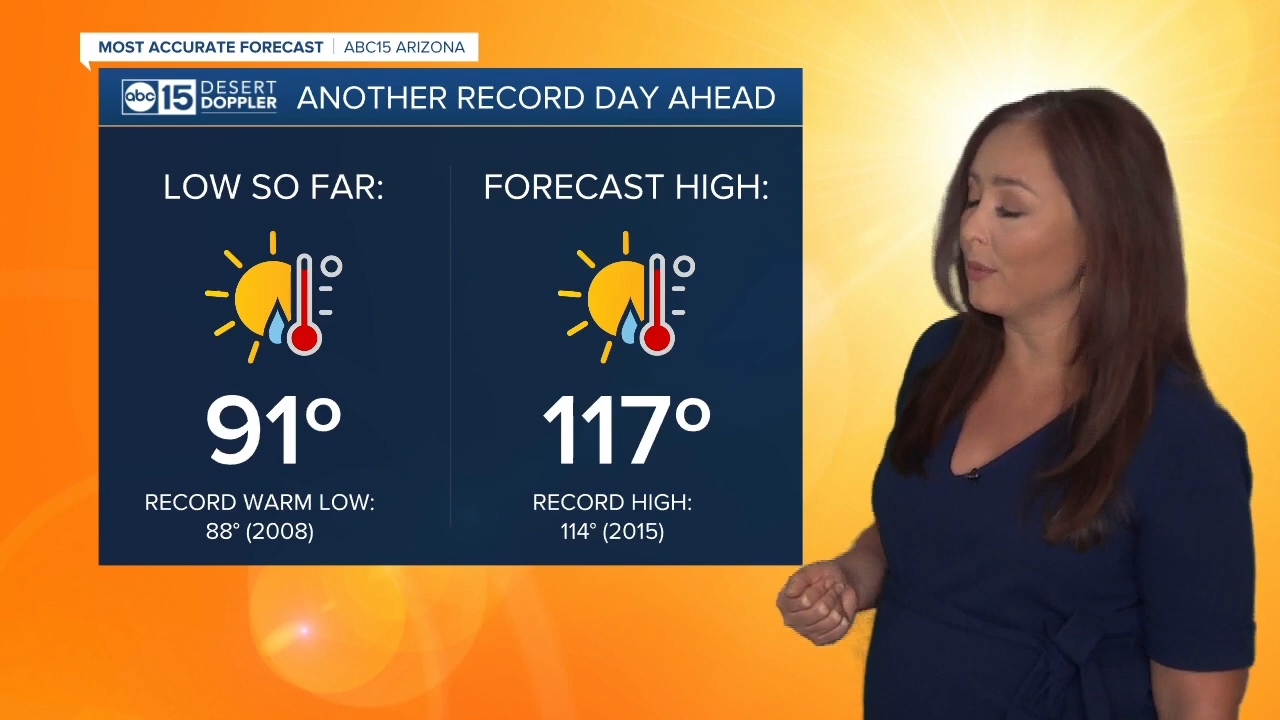 MOST ACCURATE FORECAST | ABC15 ARIZONA
abc 15 DESERT DOPPLER
ANOTHER RECORD DAY AHEAD
LOW SO FAR:
91°
RECORD WARM LOW:
88° (2008)
FORECAST HIGH:
117°
RECORD HIGH:
114° (2015)